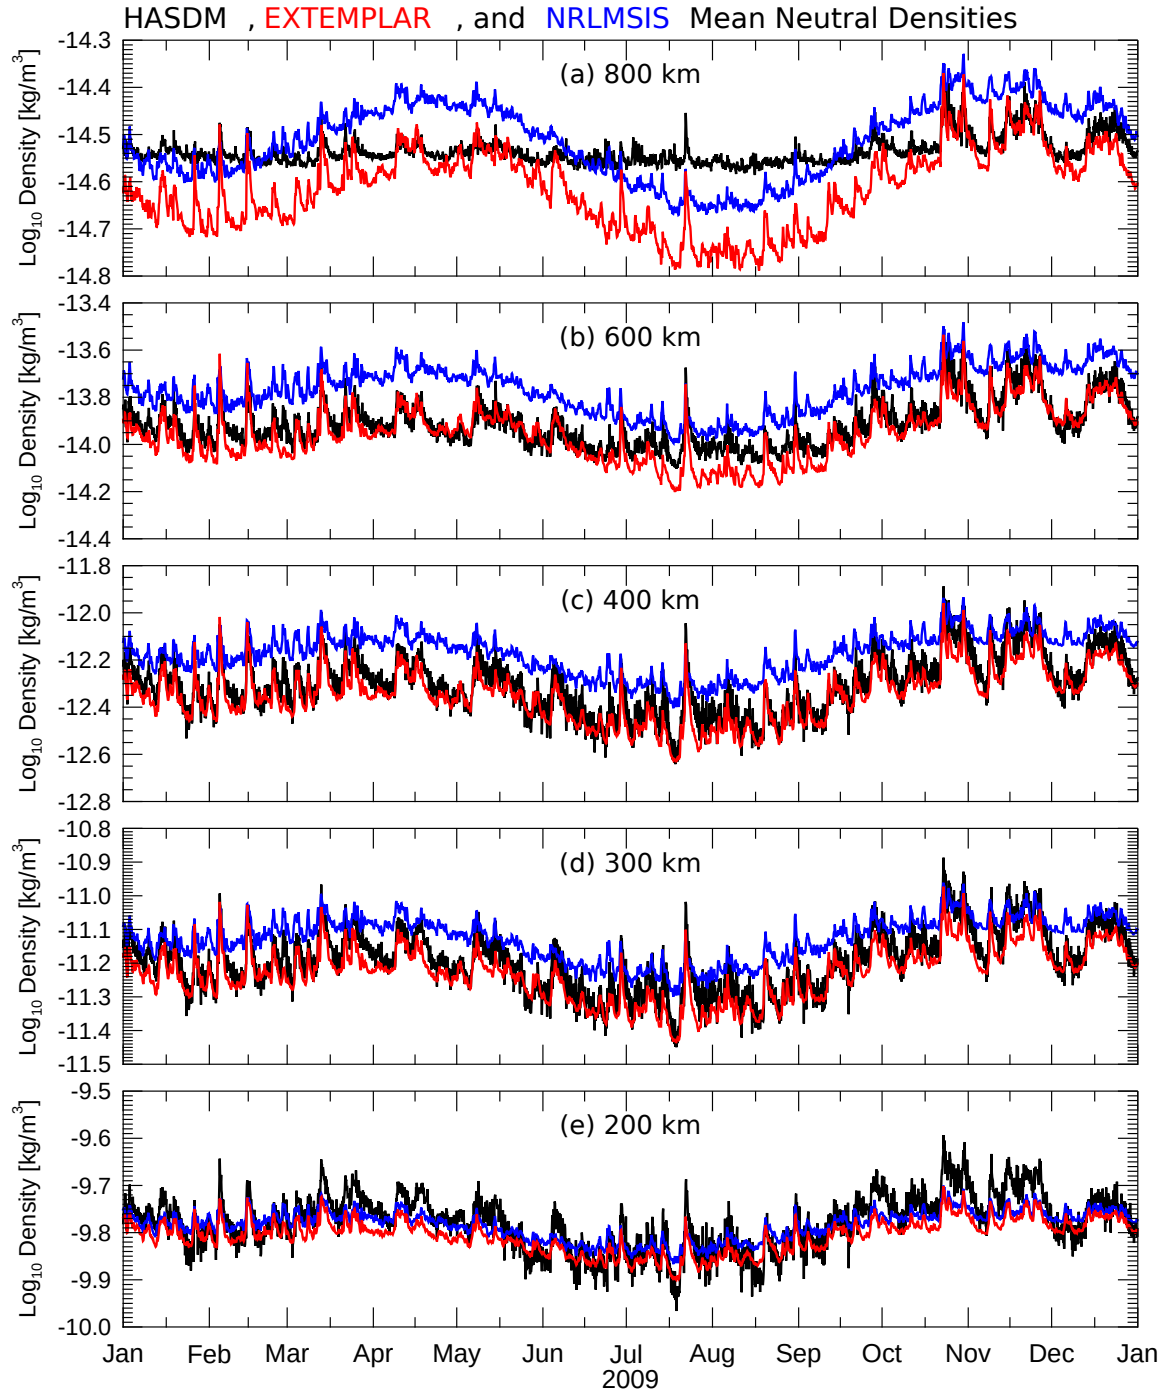 HASDM , EXTEMPLAR , and NRLMSIS Mean Neutral Densities
(a) 800 km
Log10 Density [kg/m3]
-14.3
-14.4
-14.5
-14.6
-14.7
-14.8
(b) 600 km
Log10 Density [kg/m3]
-13.4
-13.6
-13.8
-14.0
-14.2
-14.4
(c) 400 km
Log10 Density [kg/m3]
-11.8
-12.0
-12.2
-12.4
-12.6
-12.8
(d) 300 km
Log10 Density [kg/m3]
-10.8
-10.9
-11.0
-11.1
-11.2
-11.3
-11.4
-11.5
(e) 200 km
Log10 Density [kg/m3]
-9.5
-9.6
-9.7
-9.8
-9.9
-10.0
Jan Feb Mar Apr May Jun Jul Aug Sep Oct Nov Dec Jan
2009